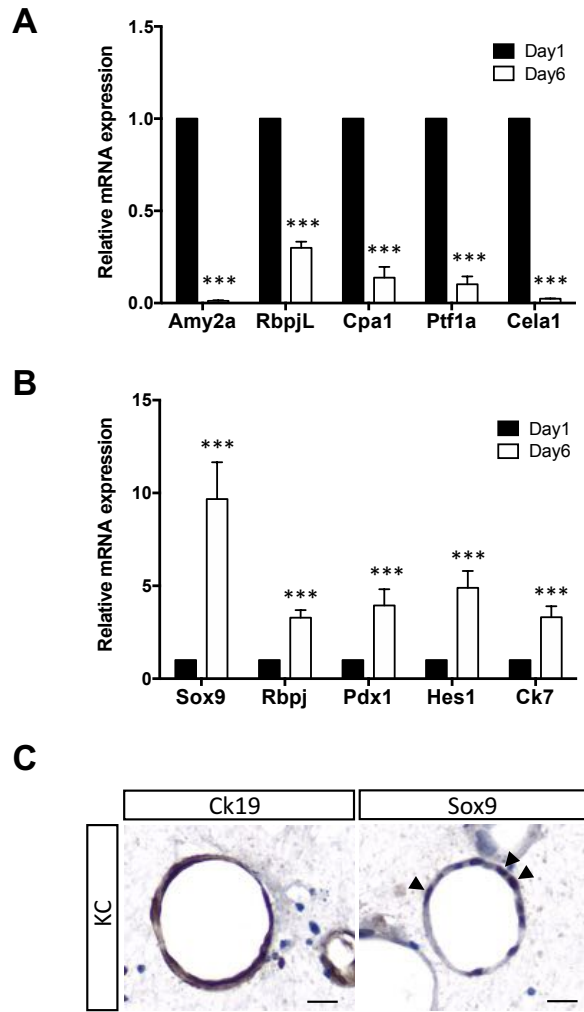 A
1.5
Day1
Day6
1.0
Relative mRNA expression
0.5
***
***
***
***
***
0.0
Amy2a RbpjL Cpa1 Ptf1a Cela1
B
15
Day1
Day6
***
10
Relative mRNA expression
***
***
***
***
5
0
Sox9 Rbpj Pdx1 Hes1 Ck7
C
Ck19 Sox9
KC